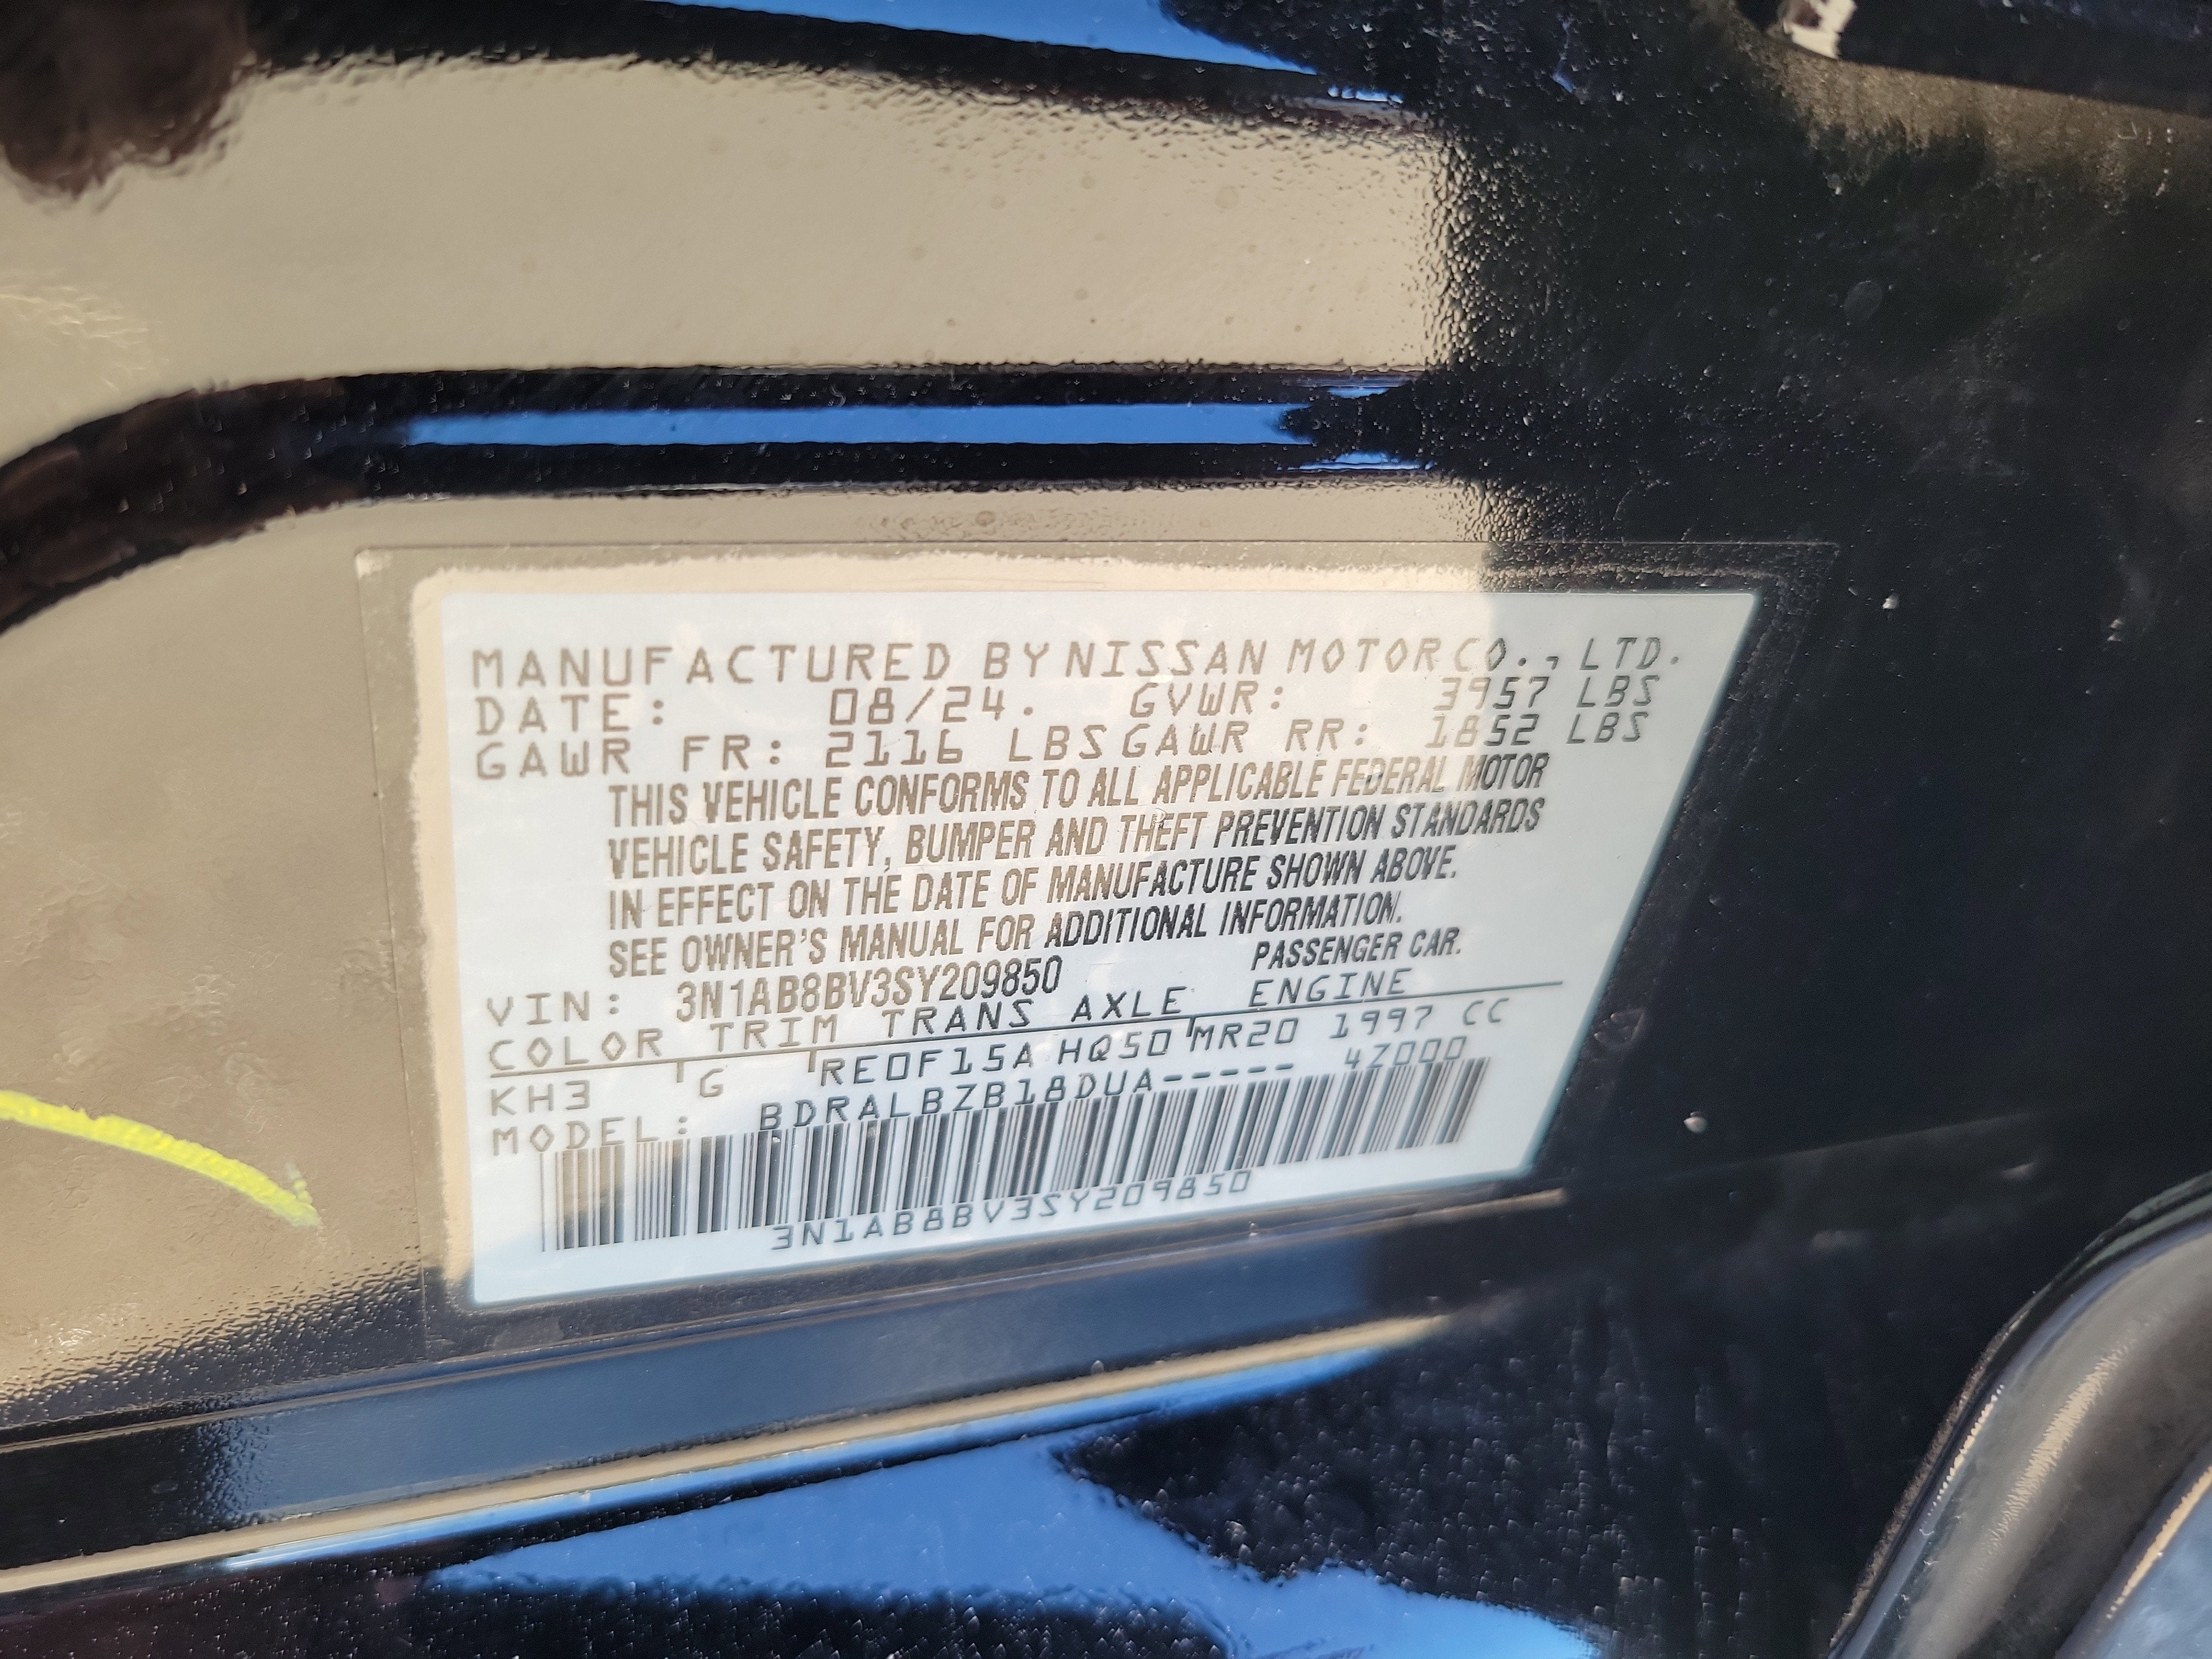 MANUFACTURED BY NISSAN MOTOR CO., LTD.
DATE: 08/24. GVWR: 3957 LBS
GAWR FR: 2116 LBS GAWR RR: 1852 LBS
THIS VEHICLE CONFORMS TO ALL APPLICABLE FEDERAL MOTOR
VEHICLE SAFETY, BUMPER AND THEFT PREVENTION STANDARDS
IN EFFECT ON THE DATE OF MANUFACTURE SHOWN ABOVE.
SEE OWNER'S MANUAL FOR ADDITIONAL INFORMATION.
VIN: 3N1AB8BV3SY209850 PASSENGER CAR.
COLOR TRIM TRANS AXLE ENGINE
KH3 G RE0F15A HQ50 MR20 1997 CC
MODEL: BDRALBZB18DUA----- 4Z000
3N1AB8BV3SY209850